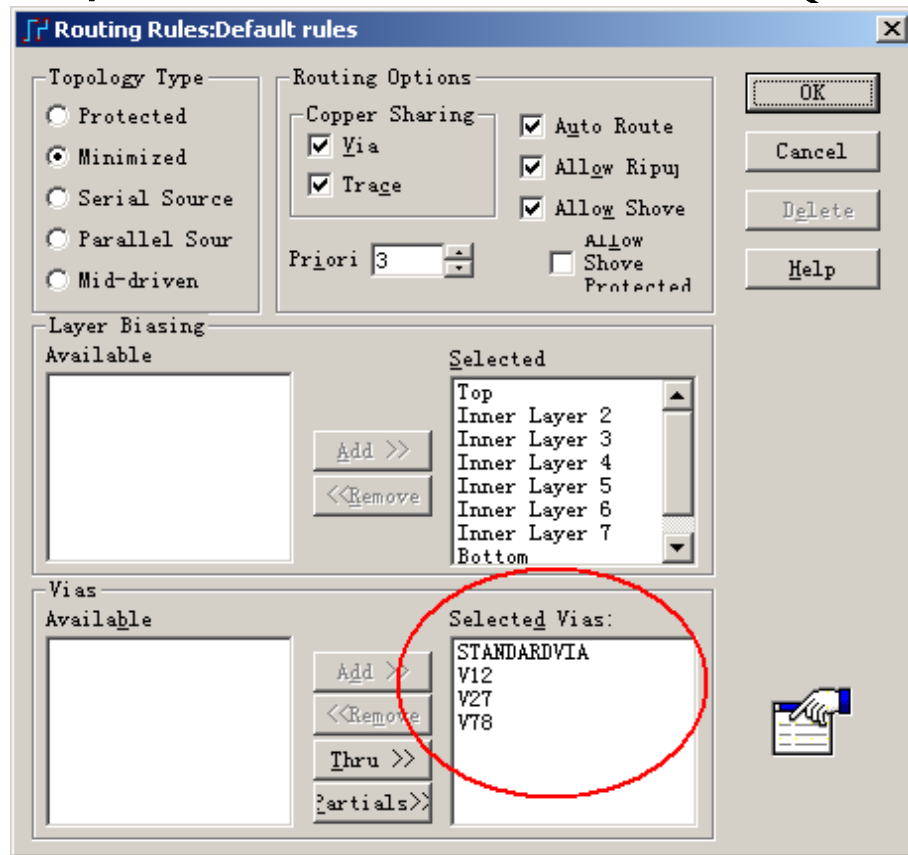 Routing Rules:Default rules
Topology Type
Protected
Minimized
Serial Source
Parallel Sour
Mid-driven
Routing Options
Copper Sharing
Via
Trace
Auto Route
Allow Ripup
Allow Shove
Allow
Shove
Protected
Priori 3
OK
Cancel
Delete
Help
Layer Biasing
Available
Add >>
<<Remove
Selected
Top
Inner Layer 2
Inner Layer 3
Inner Layer 4
Inner Layer 5
Inner Layer 6
Inner Layer 7
Bottom
Vias
Available
Add >>
<<Remove
Thru >>
Partials>>
Selected Vias:
STANDARDVIA
V12
V27
V78